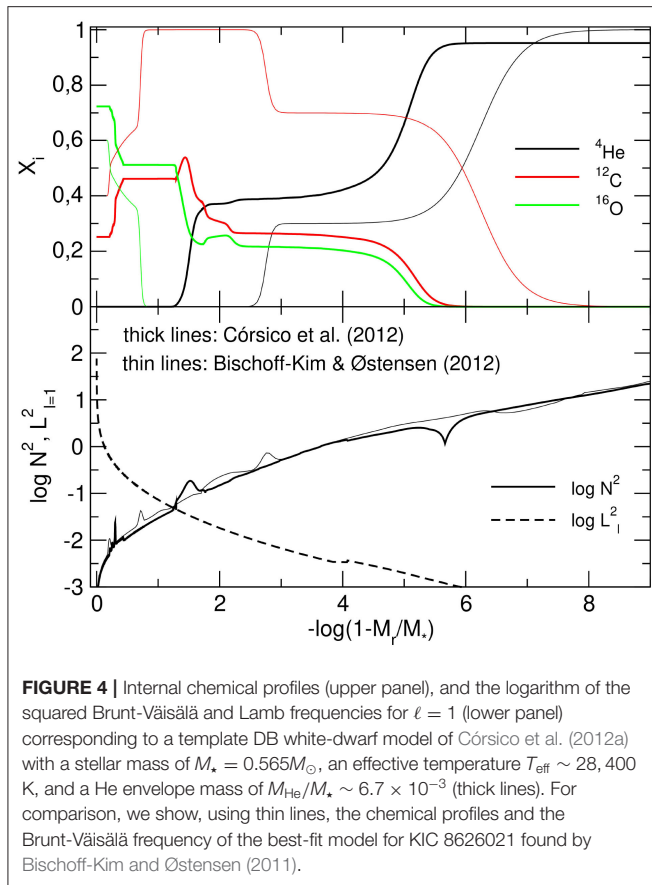 1
0,8
0,6
0,4
0,2
0
X_i
⁴He
¹²C
¹⁶O
thick lines: Córsico et al. (2012)
thin lines: Bischoff-Kim & Østensen (2012)
2
1
0
-1
-2
-3
log N², L²_{l=1}
log N²
log L²_l
0 2 4 6 8
-log(1-M_r/M_*)
FIGURE 4 | Internal chemical profiles (upper panel), and the logarithm of the
squared Brunt-Väisälä and Lamb frequencies for ℓ = 1 (lower panel)
corresponding to a template DB white-dwarf model of Córsico et al. (2012a)
with a stellar mass of M⋆ = 0.565M⊙, an effective temperature T_eff ∼ 28, 400
K, and a He envelope mass of M_He/M⋆ ∼ 6.7 × 10⁻³ (thick lines). For
comparison, we show, using thin lines, the chemical profiles and the
Brunt-Väisälä frequency of the best-fit model for KIC 8626021 found by
Bischoff-Kim and Østensen (2011).